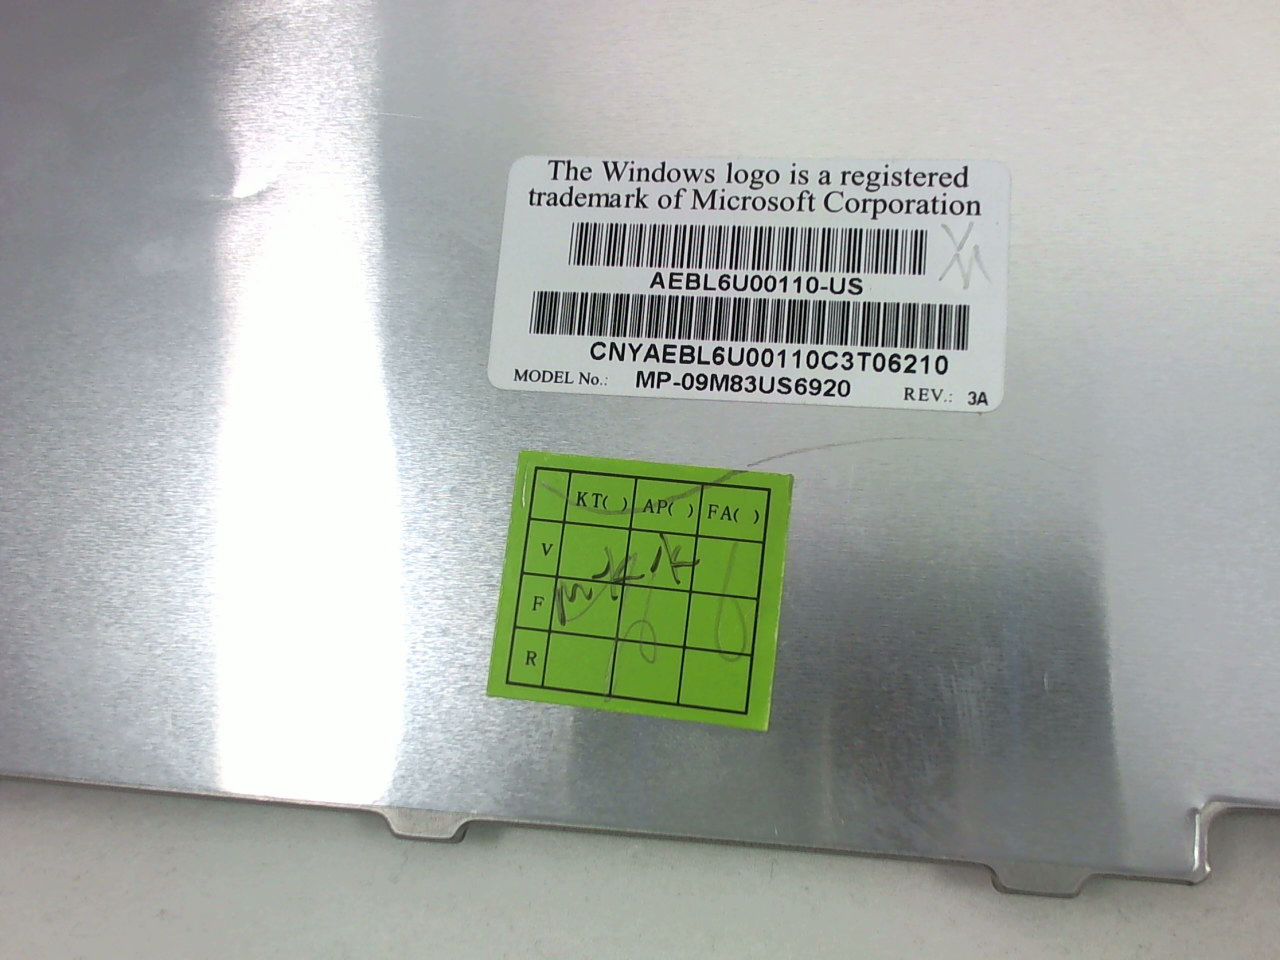 The Windows logo is a registered
trademark of Microsoft Corporation
AEBL6U00110-US
CNYAEBL6U00110C3T06210
MODEL No.: MP-09M83US6920 REV.: 3A
KT( ) AP( ) FA( )
V
F
R